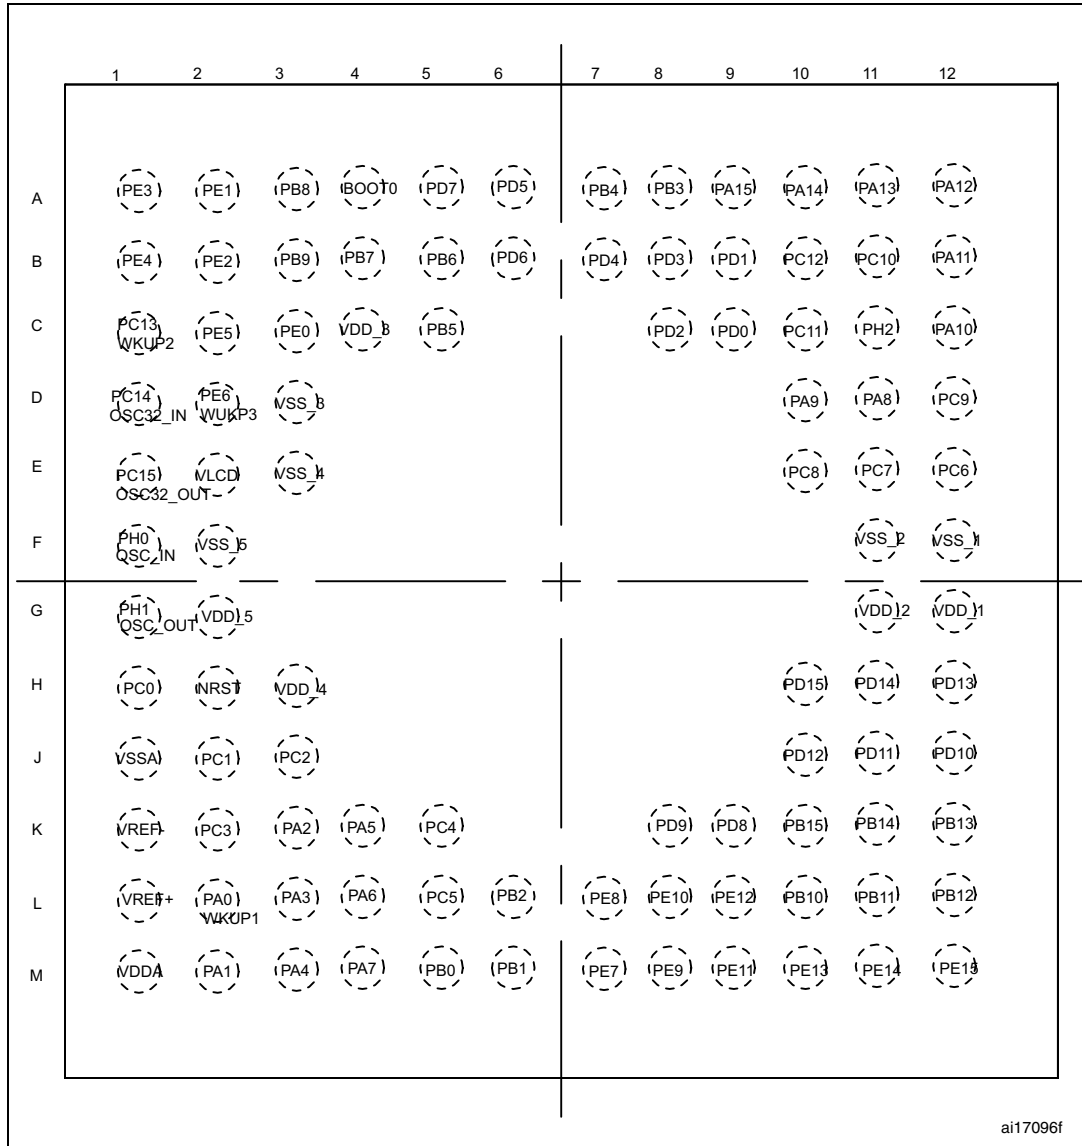 1 2 3 4 5 6 7 8 9 10 11 12
A PE3 PE1 PB8 BOOT0 PD7 PD5 PB4 PB3 PA15 PA14 PA13 PA12
B PE4 PE2 PB9 PB7 PB6 PD6 PD4 PD3 PD1 PC12 PC10 PA11
C PC13 PE5 PE0 VDD_3 PB5 PD2 PD0 PC11 PH2 PA10
WKUP2
D PC14 PE6 VSS_3 PA9 PA8 PC9
OSC32_IN WUKP3
E PC15 VLCD VSS_4 PC8 PC7 PC6
OSC32_OUT
F PH0 VSS_5 VSS_2 VSS_1
OSC_IN
G PH1 VDD_5 VDD_2 VDD_1
OSC_OUT
H PC0 NRST VDD_4 PD15 PD14 PD13
J VSSA PC1 PC2 PD12 PD11 PD10
K VREF- PC3 PA2 PA5 PC4 PD9 PD8 PB15 PB14 PB13
L VREF+ PA0 PA3 PA6 PC5 PB2 PE8 PE10 PE12 PB10 PB11 PB12
WKUP1
M VDDA PA1 PA4 PA7 PB0 PB1 PE7 PE9 PE11 PE13 PE14 PE15
ai17096f